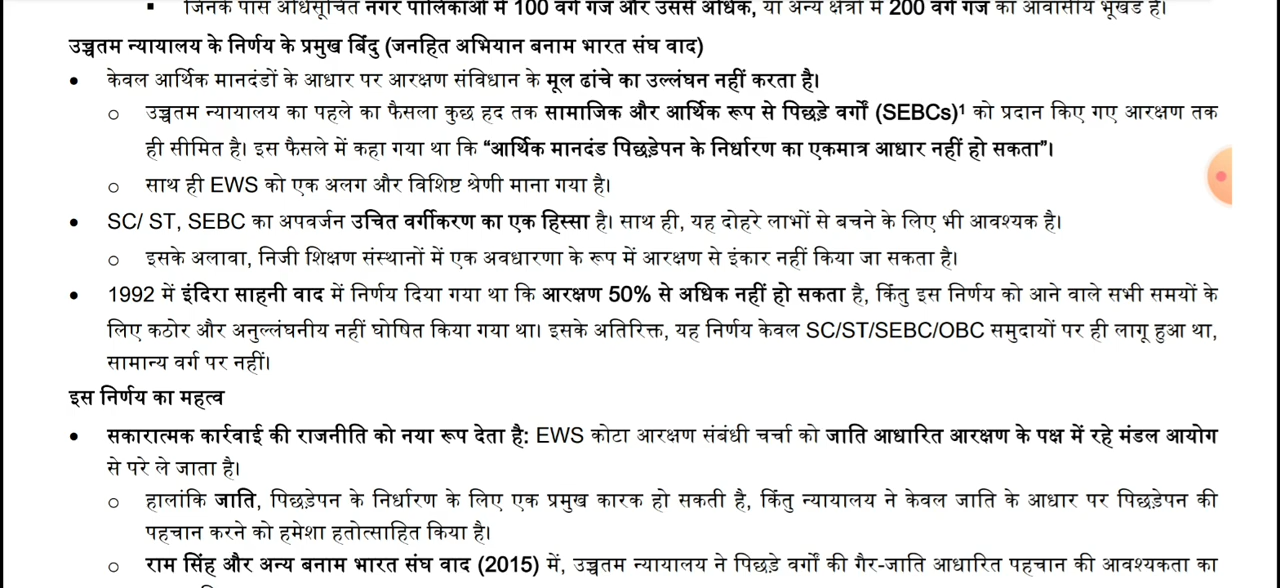 ▪ जिनके पास अधिसूचित नगर पालिकाओं में 100 वर्ग गज और उससे अधिक, या अन्य क्षेत्रों में 200 वर्ग गज का आवासीय भूखंड है।
उच्चतम न्यायालय के निर्णय के प्रमुख बिंदु (जनहित अभियान बनाम भारत संघ वाद)
• केवल आर्थिक मानदंडों के आधार पर आरक्षण संविधान के मूल ढांचे का उल्लंघन नहीं करता है।
o उच्चतम न्यायालय का पहले का फैसला कुछ हद तक सामाजिक और आर्थिक रूप से पिछड़े वर्गों (SEBCs)¹ को प्रदान किए गए आरक्षण तक
ही सीमित है। इस फैसले में कहा गया था कि “आर्थिक मानदंड पिछड़ेपन के निर्धारण का एकमात्र आधार नहीं हो सकता”।
o साथ ही EWS को एक अलग और विशिष्ट श्रेणी माना गया है।
• SC/ ST, SEBC का अपवर्जन उचित वर्गीकरण का एक हिस्सा है। साथ ही, यह दोहरे लाभों से बचने के लिए भी आवश्यक है।
o इसके अलावा, निजी शिक्षण संस्थानों में एक अवधारणा के रूप में आरक्षण से इंकार नहीं किया जा सकता है।
• 1992 में इंदिरा साहनी वाद में निर्णय दिया गया था कि आरक्षण 50% से अधिक नहीं हो सकता है, किंतु इस निर्णय को आने वाले सभी समयों के
लिए कठोर और अनुल्लंघनीय नहीं घोषित किया गया था। इसके अतिरिक्त, यह निर्णय केवल SC/ST/SEBC/OBC समुदायों पर ही लागू हुआ था,
सामान्य वर्ग पर नहीं।
इस निर्णय का महत्व
• सकारात्मक कार्रवाई की राजनीति को नया रूप देता है: EWS कोटा आरक्षण संबंधी चर्चा को जाति आधारित आरक्षण के पक्ष में रहे मंडल आयोग
से परे ले जाता है।
o हालांकि जाति, पिछड़ेपन के निर्धारण के लिए एक प्रमुख कारक हो सकती है, किंतु न्यायालय ने केवल जाति के आधार पर पिछड़ेपन की
पहचान करने को हमेशा हतोत्साहित किया है।
o राम सिंह और अन्य बनाम भारत संघ वाद (2015) में, उच्चतम न्यायालय ने पिछड़े वर्गों की गैर-जाति आधारित पहचान की आवश्यकता का